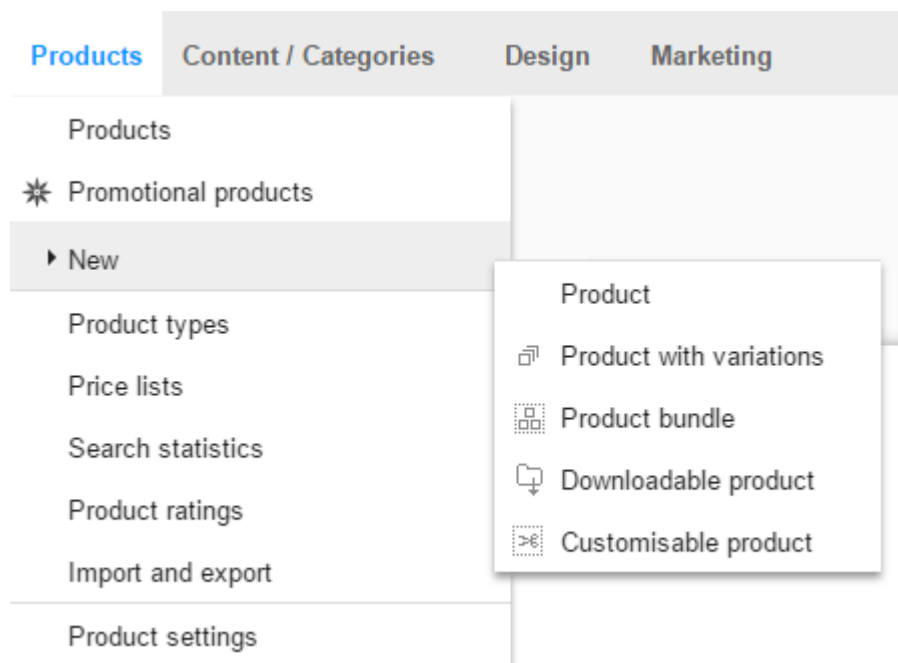 Products Content / Categories Design Marketing
Products
Promotional products
New
Product types
Price lists
Search statistics
Product ratings
Import and export
Product settings
Product
Product with variations
Product bundle
Downloadable product
Customisable product